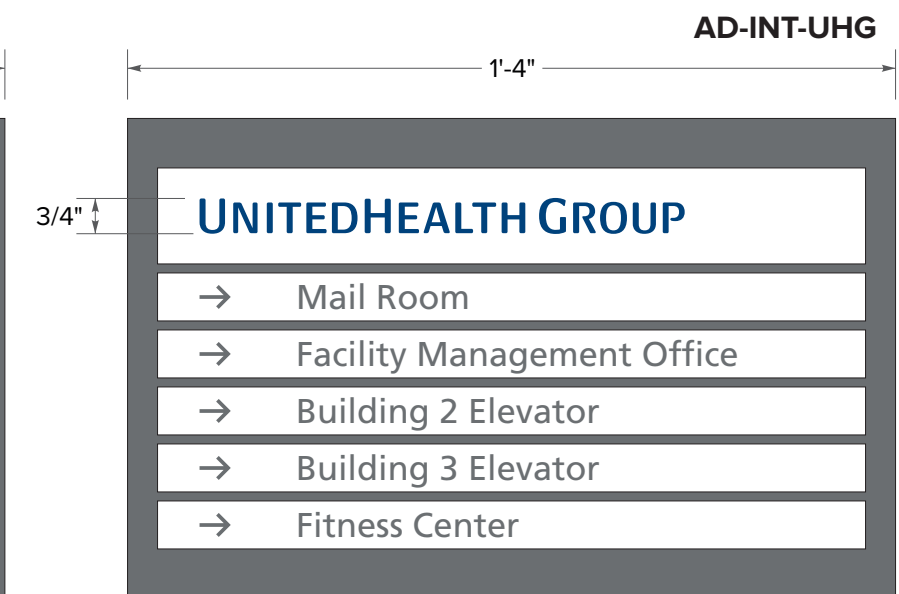 AD-INT-UHG
1'-4"
3/4"
UNITEDHEALTH GROUP
→ Mail Room
→ Facility Management Office
→ Building 2 Elevator
→ Building 3 Elevator
→ Fitness Center